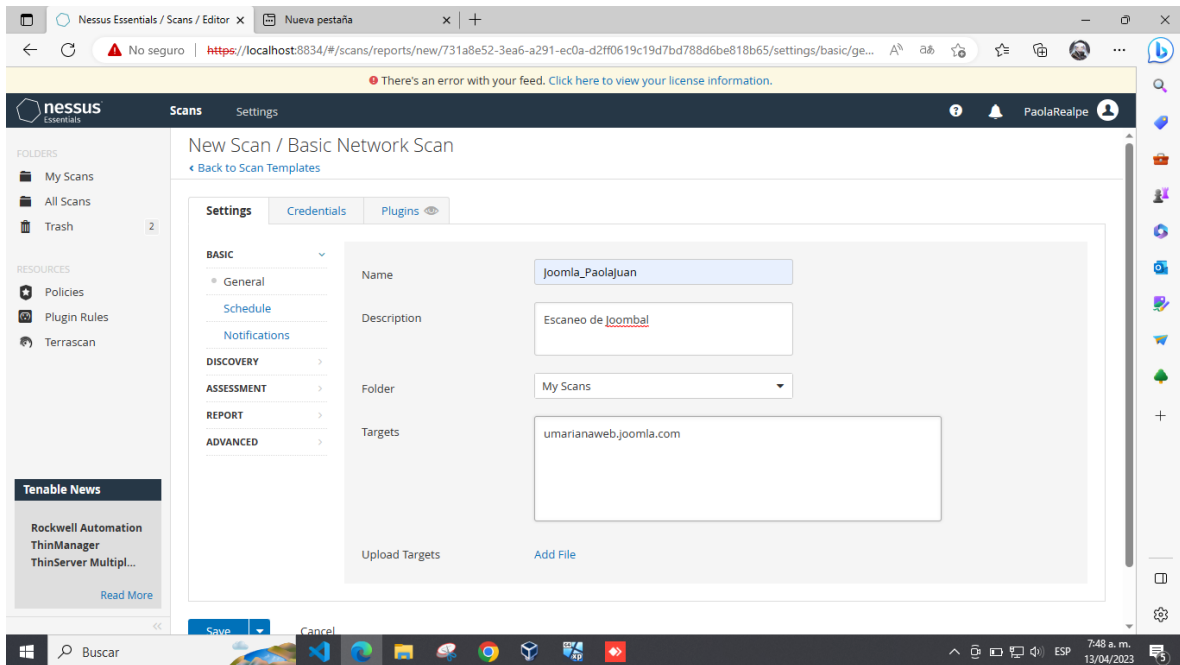 Nessus Essentials / Scans / Editor
Nueva pestaña
No seguro
https://localhost:8834/#/scans/reports/new/731a8e52-3ea6-a291-ec0a-d2ff0619c19d7bd788d6be818b65/settings/basic/ge...
There's an error with your feed. Click here to view your license information.
nessus
Essentials
Scans
Settings
PaolaRealpe
FOLDERS
My Scans
All Scans
Trash
2
RESOURCES
Policies
Plugin Rules
Terrascan
Tenable News
Rockwell Automation
ThinManager
ThinServer Multipl...
Read More
New Scan / Basic Network Scan
Back to Scan Templates
Settings
Credentials
Plugins
BASIC
General
Schedule
Notifications
DISCOVERY
ASSESSMENT
REPORT
ADVANCED
Name
Joomla_PaolaJuan
Description
Escaneo de Joombal
Folder
My Scans
Targets
umarianaweb.joomla.com
Upload Targets
Add File
Save
Cancel
Buscar
ESP
7:48 a. m.
13/04/2023
5